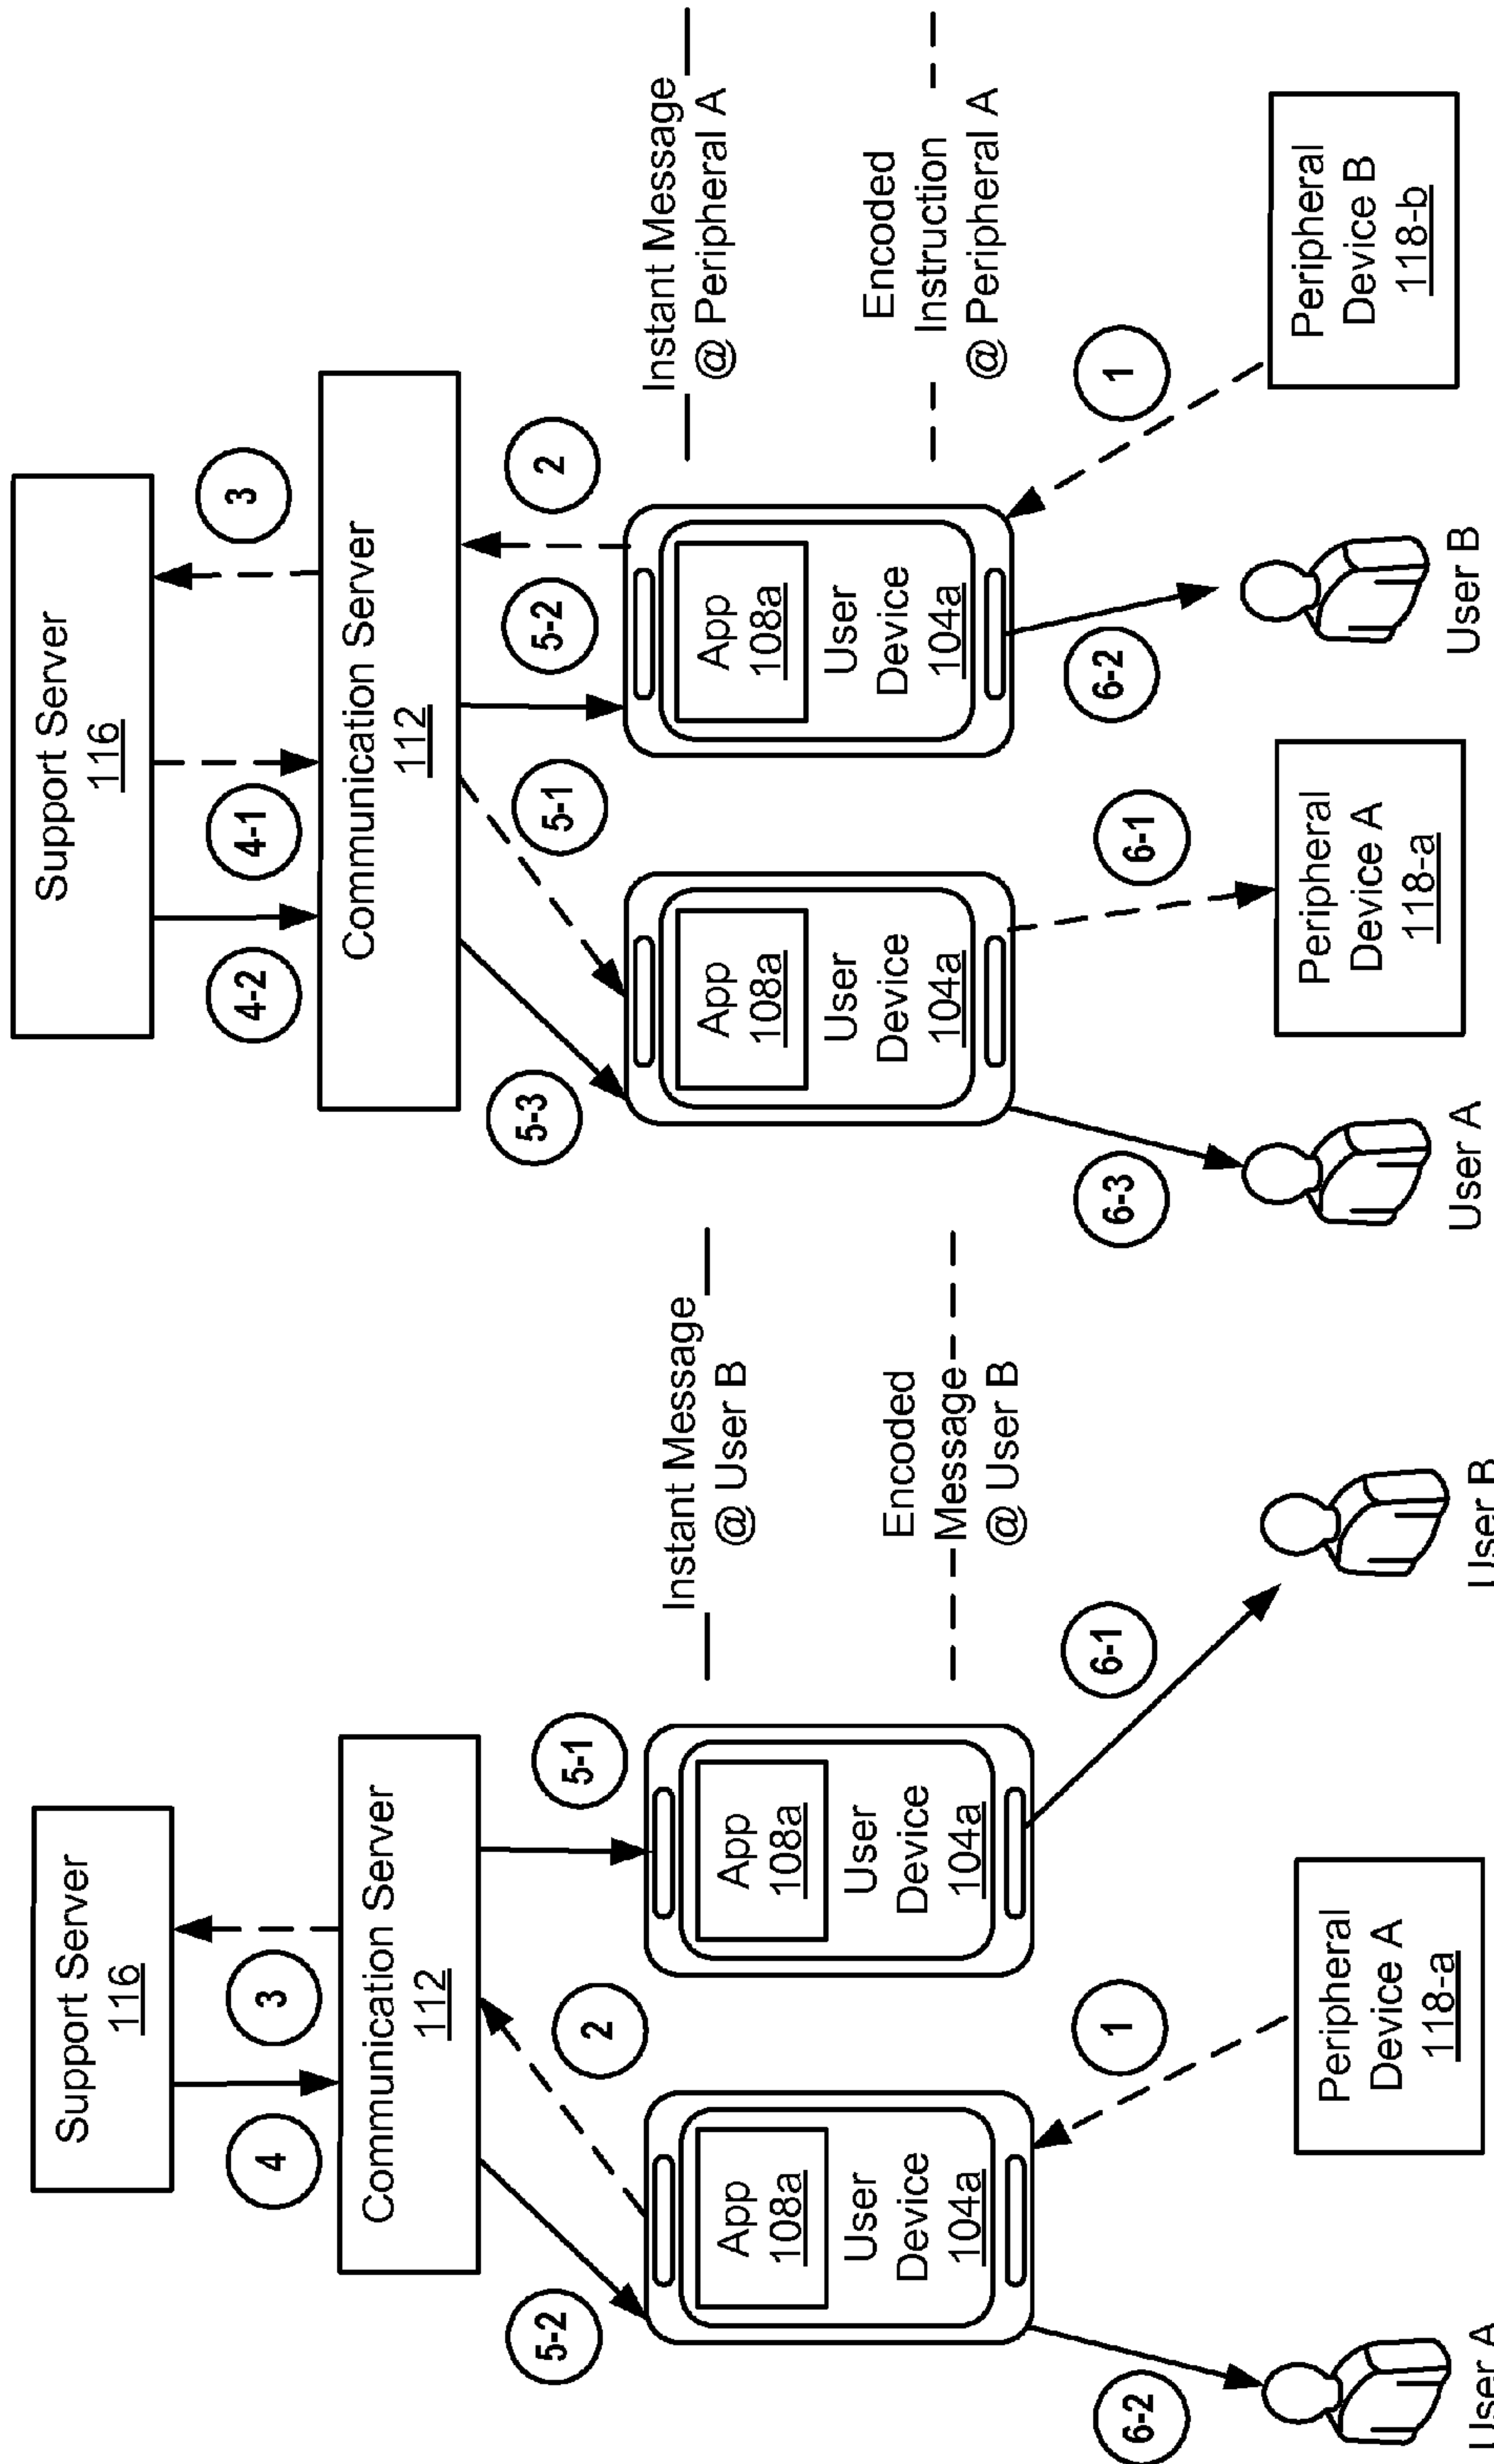 Support Server
116
3
4
Communication Server
112
5-1
2
5-2
App
108a
User
Device
104a
App
108a
User
Device
104a
Instant Message
@ User B
Encoded
Message
@ User B
6-1
1
6-2
Peripheral
Device A
118-a
User A
User B
Support Server
116
3
4-1
4-2
Communication Server
112
2
5-2
5-1
5-3
App
108a
User
Device
104a
App
108a
User
Device
104a
Instant Message
@ Peripheral A
Encoded
Instruction
@ Peripheral A
1
6-2
6-1
6-3
Peripheral
Device A
118-a
Peripheral
Device B
118-b
User A
User B